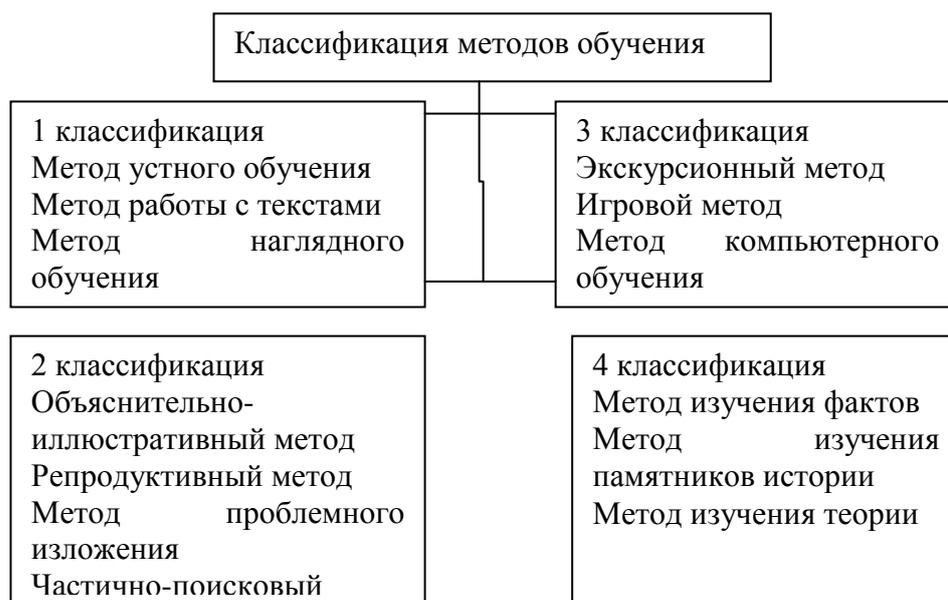 Классификация методов обучения
1 классификация
Метод устного обучения
Метод работы с текстами
Метод наглядного
обучения
3 классификация
Экскурсионный метод
Игровой метод
Метод компьютерного
обучения
2 классификация
Объяснительно-
иллюстративный метод
Репродуктивный метод
Метод проблемного
изложения
Частично-поисковый
4 классификация
Метод изучения фактов
Метод изучения
памятников истории
Метод изучения теории